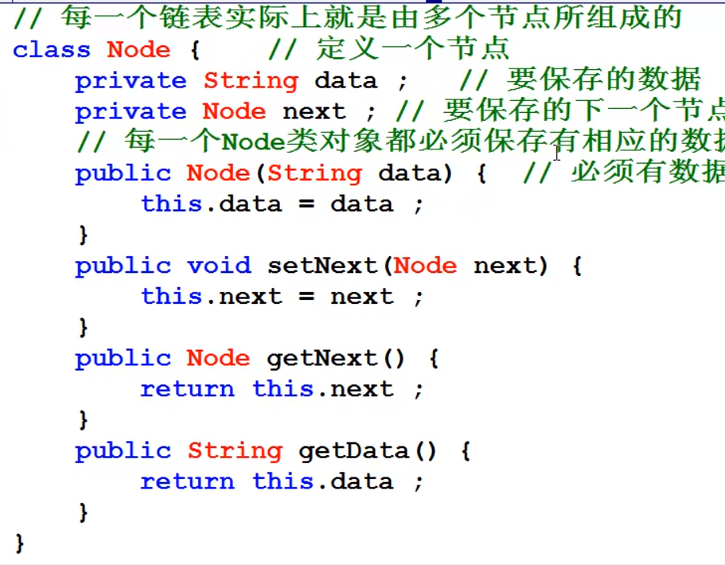 // 每一个链表实际上就是由多个节点所组成的
class Node { // 定义一个节点
private String data ; // 要保存的数据
private Node next ; // 要保存的下一个节点
// 每一个Node类对象都必须保存有相应的数据
public Node(String data) { // 必须有数据
this.data = data ;
}
public void setNext(Node next) {
this.next = next ;
}
public Node getNext() {
return this.next ;
}
public String getData() {
return this.data ;
}
}